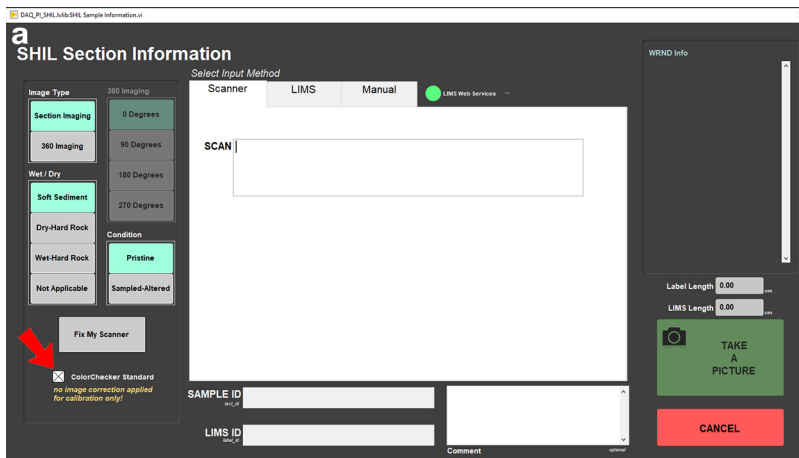 DAQ_PI_SHIL.lvlib:SHIL Sample Information.vi
a
SHIL Section Information
Select Input Method
Scanner
LIMS
Manual
LIMS Web Services
Image Type
Section Imaging
360 Imaging
360 Imaging
0 Degrees
90 Degrees
180 Degrees
270 Degrees
Wet / Dry
Soft Sediment
Dry-Hard Rock
Wet-Hard Rock
Not Applicable
Condition
Pristine
Sampled-Altered
Fix My Scanner
ColorChecker Standard
no image correction applied
for calibration only!
SCAN
SAMPLE ID
text_id
LIMS ID
label_id
Comment
optional
WRND Info
Label Length 0.00 cm
LIMS Length 0.00 cm
TAKE
A
PICTURE
CANCEL